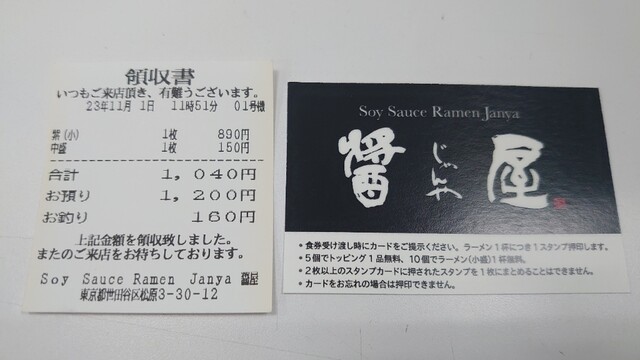 領収書
いつもご来店頂き、有難うございます。
23年11月 1日 11時51分 01号機
紫(小) 1枚 890円
中盛 1枚 150円
合計 1,040円
お預り 1,200円
お釣り 160円
上記金額を領収致しました。
またのご来店をお待ちしております。
Soy Sauce Ramen Janya 醤屋
東京都世田谷区松原3-30-12
Soy Sauce Ramen Janya
醤 じゃんや 屋
• 食券受け渡し時にカードをご提示ください。ラーメン1杯につき1スタンプ押印します。
• 5個でトッピング1品無料、10個でラーメン(小盛)1杯無料。
• 2枚以上のスタンプカードに押されたスタンプを1枚にまとめることはできません。
• カードをお忘れの場合は押印できません。